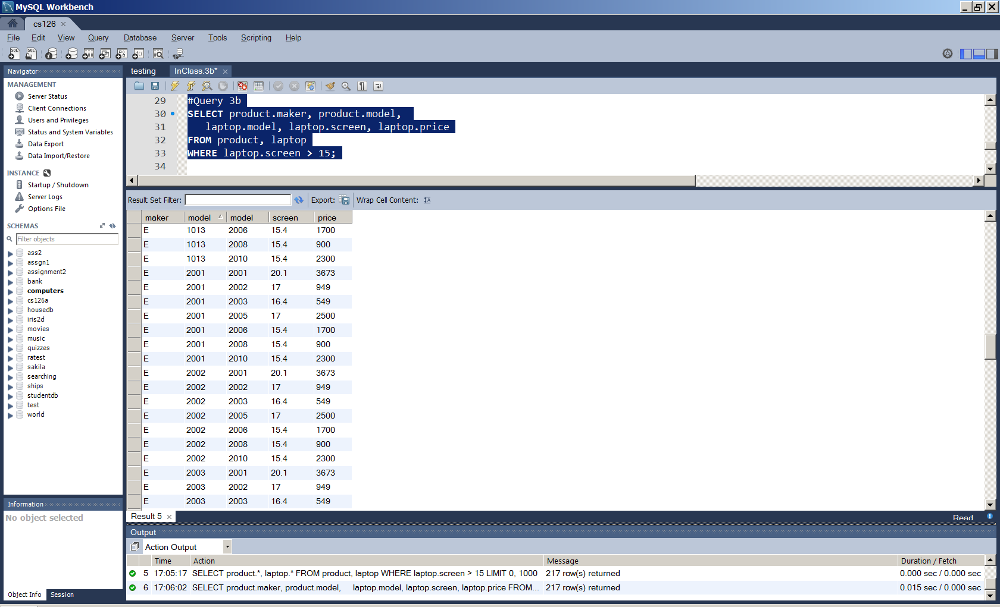 MySQL Workbench
cs126
File Edit View Query Database Server Tools Scripting Help
Navigator
MANAGEMENT
Server Status
Client Connections
Users and Privileges
Status and System Variables
Data Export
Data Import/Restore
INSTANCE
Startup / Shutdown
Server Logs
Options File
SCHEMAS
Filter objects
ass2
assgn1
assignment2
bank
computers
cs126a
housedb
iris2d
movies
music
quizzes
ratest
sakila
searching
ships
studentdb
test
world
Information
No object selected
Object Info Session
testing InClass.3b*
29 #Query 3b
30 SELECT product.maker, product.model,
31 laptop.model, laptop.screen, laptop.price
32 FROM product, laptop
33 WHERE laptop.screen > 15;
34
Result Set Filter: Export: Wrap Cell Content:
maker model model screen price
E 1013 2006 15.4 1700
E 1013 2008 15.4 900
E 1013 2010 15.4 2300
E 2001 2001 20.1 3673
E 2001 2002 17 949
E 2001 2003 16.4 549
E 2001 2005 17 2500
E 2001 2006 15.4 1700
E 2001 2008 15.4 900
E 2001 2010 15.4 2300
E 2002 2001 20.1 3673
E 2002 2002 17 949
E 2002 2003 16.4 549
E 2002 2005 17 2500
E 2002 2006 15.4 1700
E 2002 2008 15.4 900
E 2002 2010 15.4 2300
E 2003 2001 20.1 3673
E 2003 2002 17 949
E 2003 2003 16.4 549
Result 5 Read
Output
Action Output
Time Action Message Duration / Fetch
5 17:05:17 SELECT product.*, laptop.* FROM product, laptop WHERE laptop.screen > 15 LIMIT 0, 1000 217 row(s) returned 0.000 sec / 0.000 sec
6 17:06:02 SELECT product.maker, product.model, laptop.model, laptop.screen, laptop.price FROM... 217 row(s) returned 0.015 sec / 0.000 sec